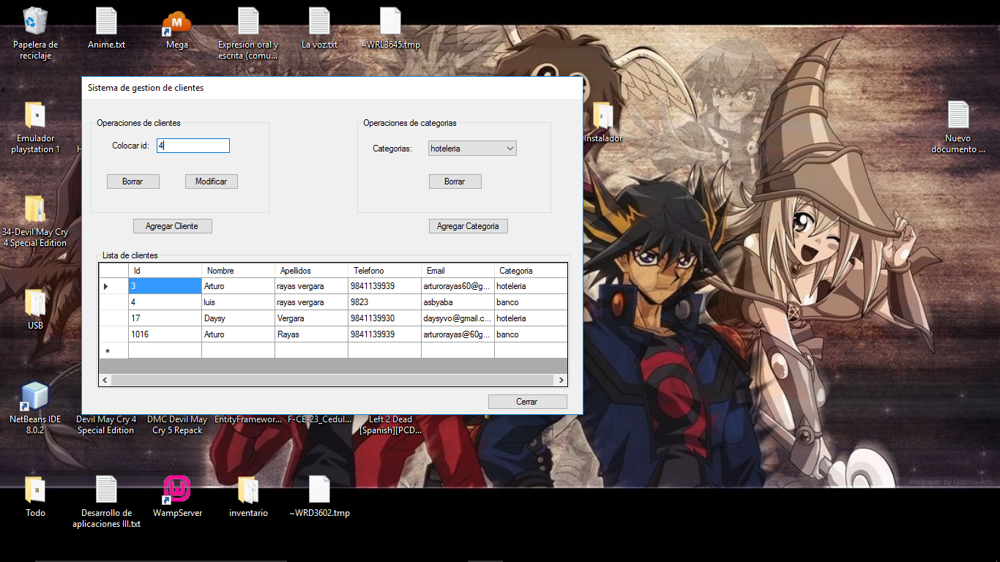 Papelera de
reciclaje
Anime.txt
Mega
Expresion oral y
escrita (comu...
La voz.txt
~WRL3645.tmp
Sistema de gestion de clientes
Operaciones de clientes
Colocar id:
4
Borrar
Modificar
Agregar Cliente
Operaciones de categorias
Categorias:
hoteleria
Borrar
Agregar Categoria
Lista de clientes
Id Nombre Apellidos Telefono Email Categoria
3 Arturo rayas vergara 9841139939 arturorayas60@g... hoteleria
4 luis rayas vergara 9823 asbyaba banco
17 Daysy Vergara 9841139930 daysyvo@gmail.c... hoteleria
1016 Arturo Rayas 9841139939 arturorayas@60g... banco
*
Cerrar
Emulador
playstation 1
H
Instalador
Nuevo
documento ...
34-Devil May Cry
4 Special Edition
USB
NetBeans IDE
8.0.2
Devil May Cry 4
Special Edition
DMC Devil May
Cry 5 Repack
EntityFramewor...
F-CE-23_Cedul...
Left 2 Dead
[Spanish][PCD...
Todo
Desarrollo de
aplicaciones III.txt
WampServer
inventario
~WRD3602.tmp
Wallpaper by Gotcha-Arts